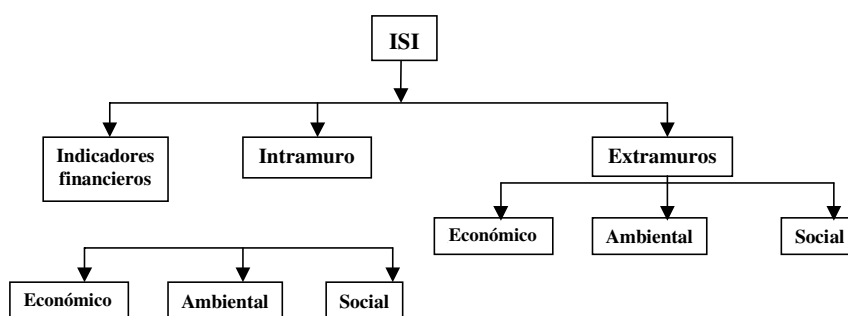 ISI
Indicadores
financieros
Intramuro
Extramuros
Económico
Ambiental
Social
Económico
Ambiental
Social